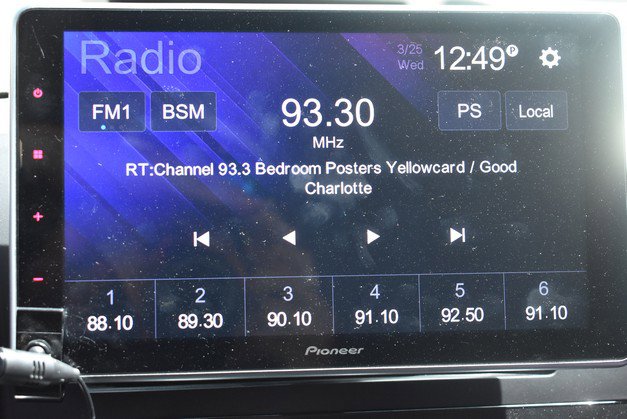 Radio
3/25
Wed
12:49 P
FM1 BSM 93.30 PS Local
MHz
RT:Channel 93.3 Bedroom Posters Yellowcard / Good
Charlotte
1 2 3 4 5 6
88.10 89.30 90.10 91.10 92.50 91.10
Pioneer